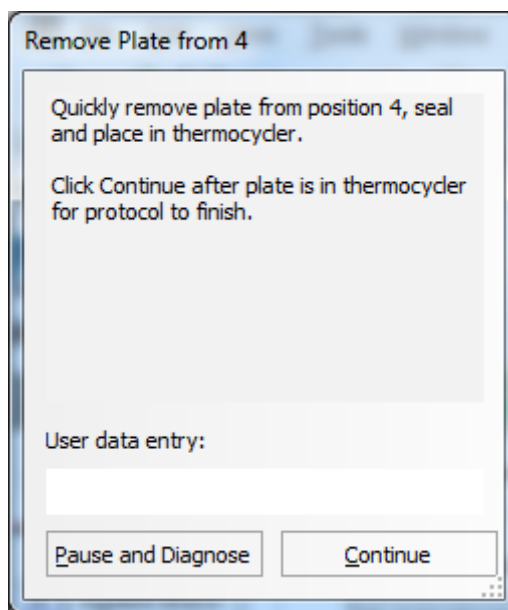 Remove Plate from 4
Quickly remove plate from position 4, seal
and place in thermocycler.
Click Continue after plate is in thermocycler
for protocol to finish.
User data entry:
Pause and Diagnose
Continue